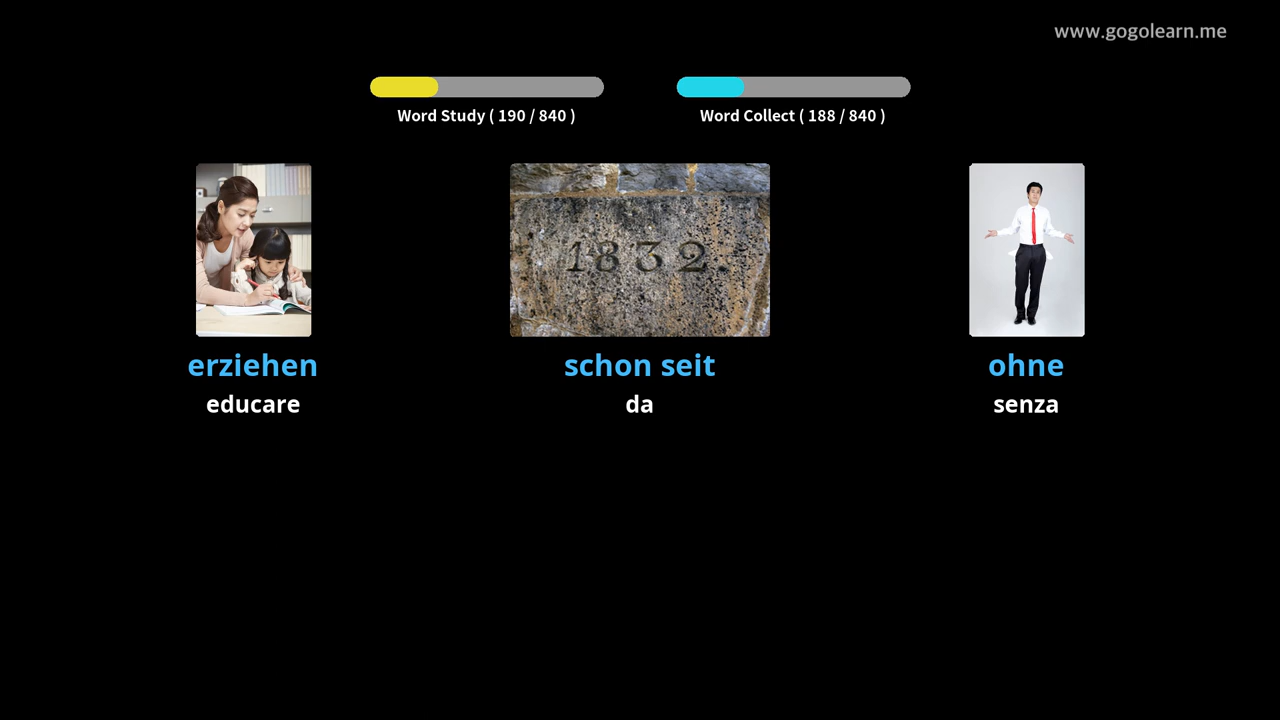 www.gogolearn.me
Word Study ( 190 / 840 )
Word Collect ( 188 / 840 )
1832
erziehen
schon seit
ohne
educare
da
senza